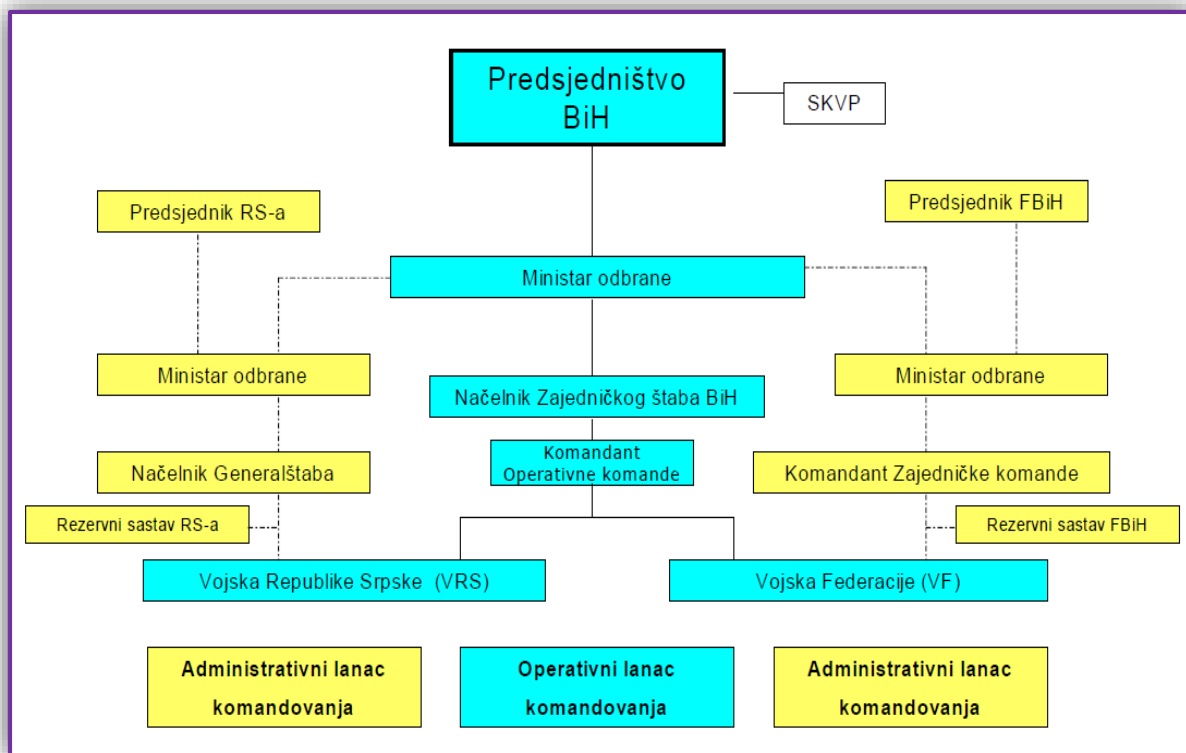 Predsjedništvo
BiH
SKVP
Predsjednik RS-a
Predsjednik FBiH
Ministar odbrane
Ministar odbrane
Ministar odbrane
Načelnik Zajedničkog štaba BiH
Komandant
Operativne komande
Načelnik Generalštaba
Komandant Zajedničke komande
Rezervni sastav RS-a
Rezervni sastav FBiH
Vojska Republike Srpske (VRS)
Vojska Federacije (VF)
Administrativni lanac
komandovanja
Operativni lanac
komandovanja
Administrativni lanac
komandovanja